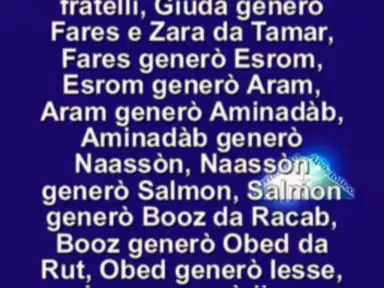 fratelli, Giuda generò
Fares e Zara da Tamar,
Fares generò Esrom,
Esrom generò Aram,
Aram generò Aminadàb,
Aminadàb generò
Naassòn, Naassòn
generò Salmon, Salmon
generò Booz da Racab,
Booz generò Obed da
Rut, Obed generò Iesse,